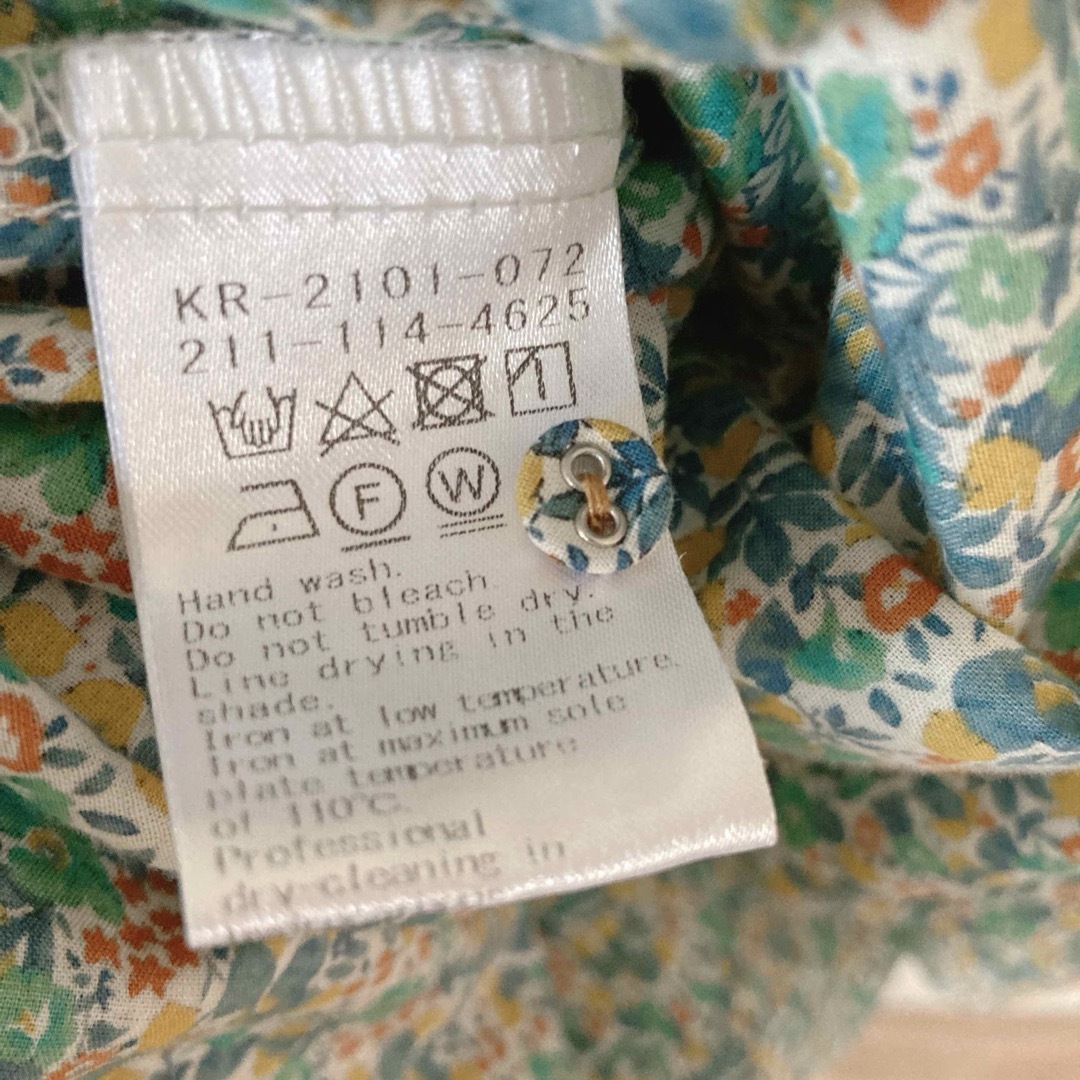 KR-2101-072
211-114-4625
F W
Hand wash.
Do not bleach.
Do not tumble dry.
Line drying in the
shade.
Iron at low temperature.
Iron at maximum sole
plate temperature
of 110℃.
Professional
dry cleaning in